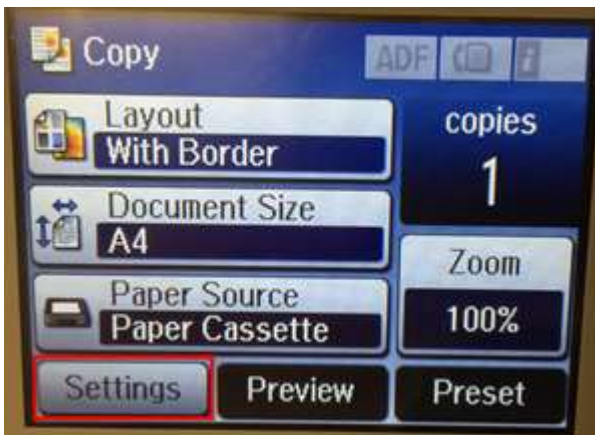 Copy
ADF
i
Layout
With Border
copies
1
Document Size
A4
Zoom
100%
Paper Source
Paper Cassette
Settings
Preview
Preset